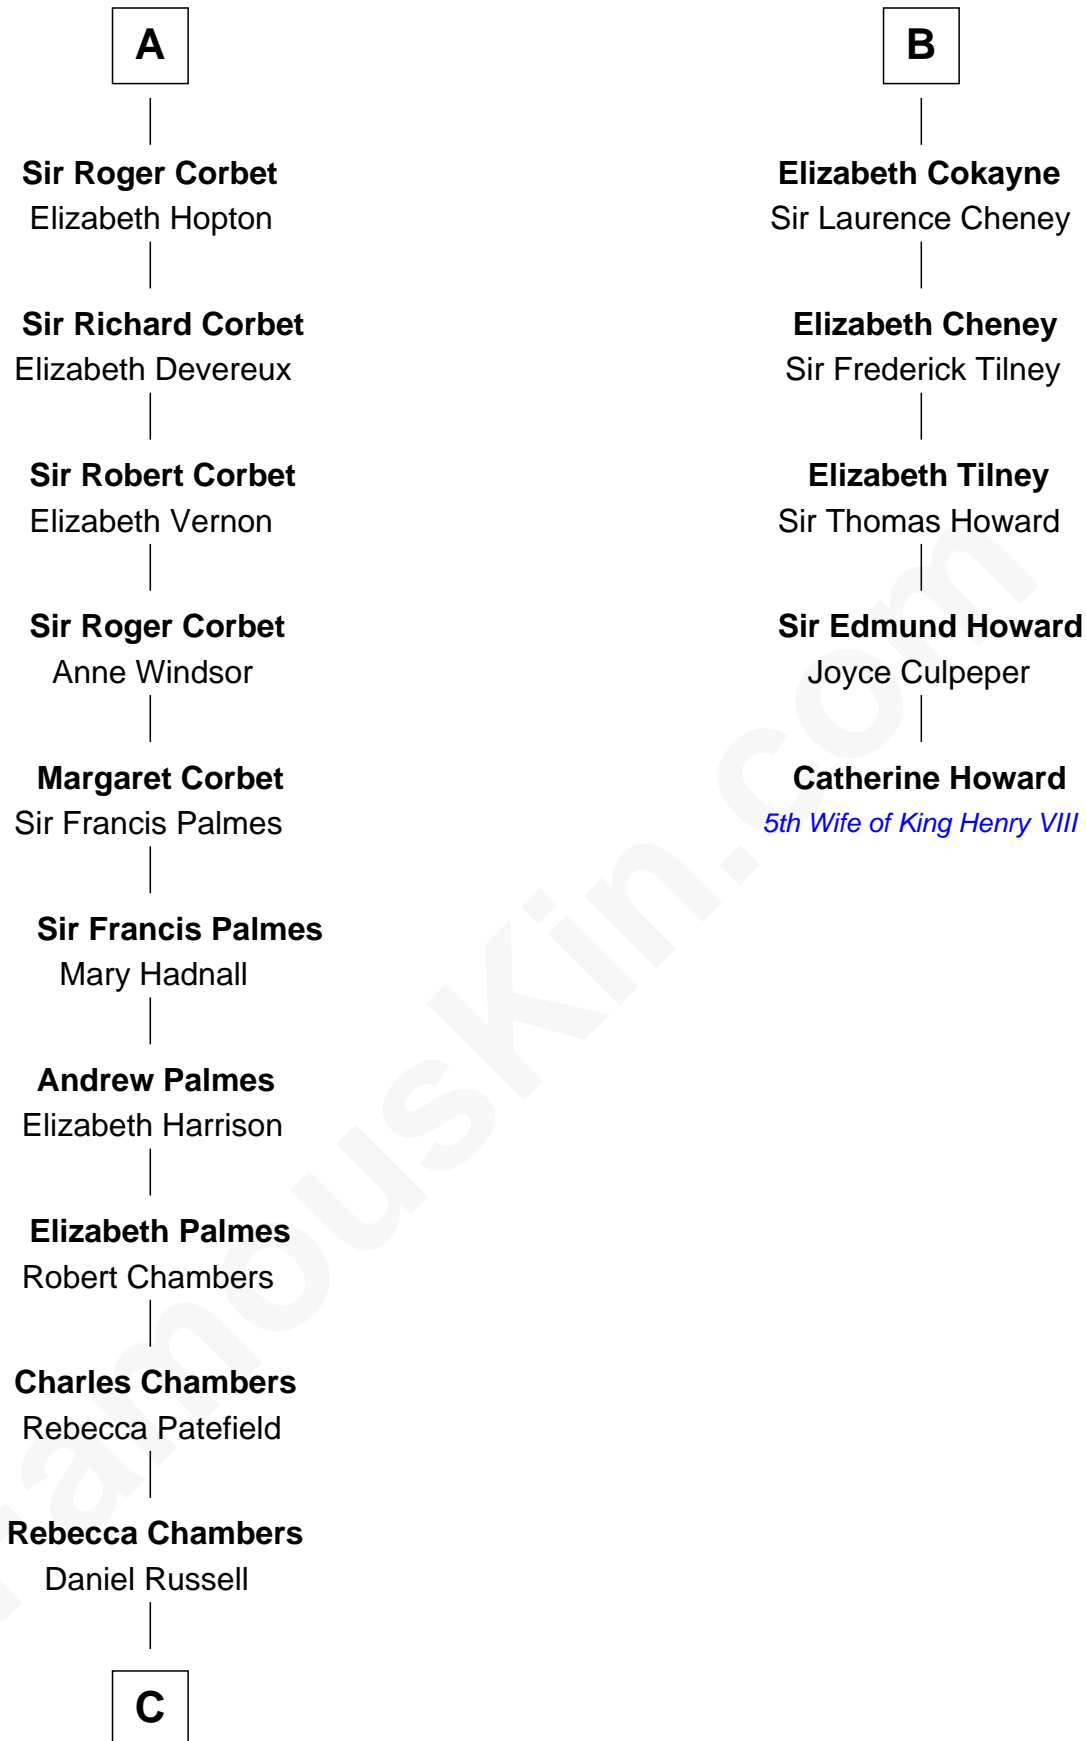 A
Sir Roger Corbet
Elizabeth Hopton
Sir Richard Corbet
Elizabeth Devereux
Sir Robert Corbet
Elizabeth Vernon
Sir Roger Corbet
Anne Windsor
Margaret Corbet
Sir Francis Palmes
Sir Francis Palmes
Mary Hadnall
Andrew Palmes
Elizabeth Harrison
Elizabeth Palmes
Robert Chambers
Charles Chambers
Rebecca Patefield
Rebecca Chambers
Daniel Russell
C
B
Elizabeth Cokayne
Sir Laurence Cheney
Elizabeth Cheney
Sir Frederick Tilney
Elizabeth Tilney
Sir Thomas Howard
Sir Edmund Howard
Joyce Culpeper
Catherine Howard
5th Wife of King Henry VIII
FamousKin.com